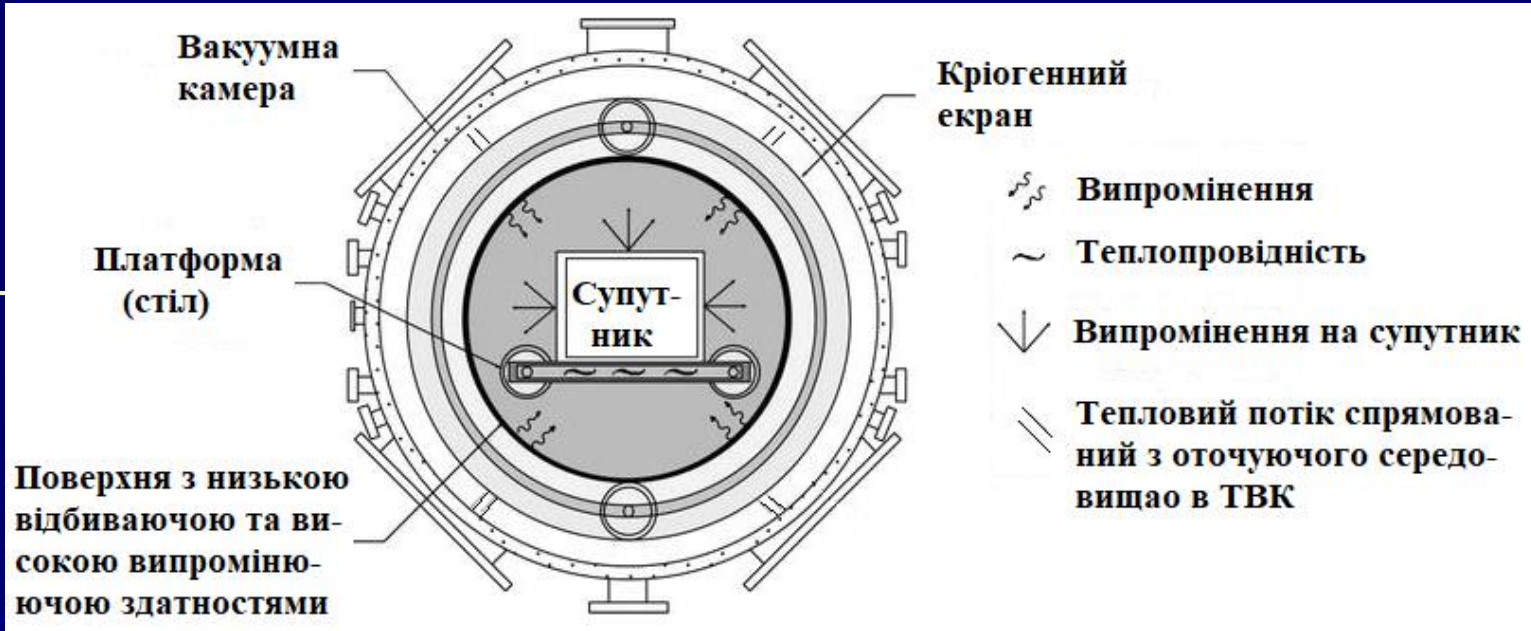 Вакуумна
камера
Кріогенний
екран
Випромінення
Теплопровідність
Платформа
(стіл)
Супут-
ник
Випромінення на супутник
Тепловий потік спрямова-
ний з оточуючого середо-
вищао в ТВК
Поверхня з низькою
відбиваючою та ви-
сокою випроміню-
ючою здатностями